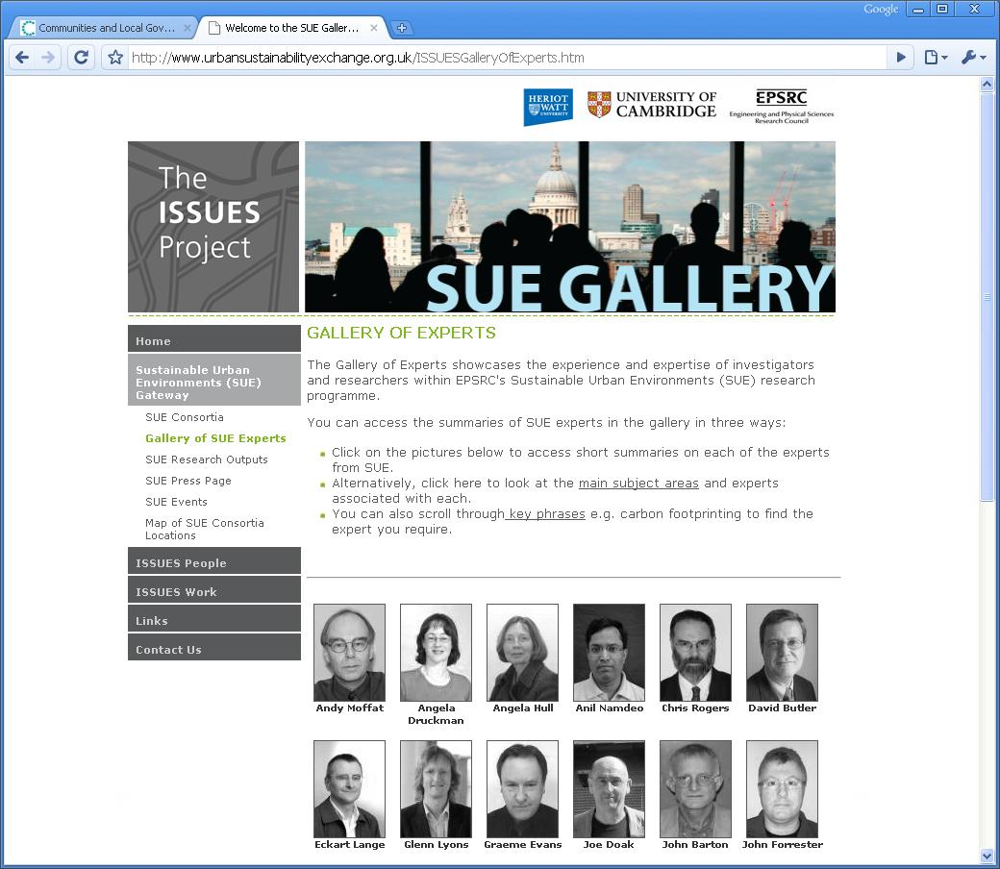 Google
Communities and Local Gov...
Welcome to the SUE Galler...
http://www.urbansustainabilityexchange.org.uk/ISSUESGalleryOfExperts.htm
HERIOT
WATT
UNIVERSITY
UNIVERSITY OF
CAMBRIDGE
EPSRC
Engineering and Physical Sciences
Research Council
The
ISSUES
Project
SUE GALLERY
Home
Sustainable Urban
Environments (SUE)
Gateway
SUE Consortia
Gallery of SUE Experts
SUE Research Outputs
SUE Press Page
SUE Events
Map of SUE Consortia
Locations
ISSUES People
ISSUES Work
Links
Contact Us
GALLERY OF EXPERTS
The Gallery of Experts showcases the experience and expertise of investigators
and researchers within EPSRC's Sustainable Urban Environments (SUE) research
programme.
You can access the summaries of SUE experts in the gallery in three ways:
Click on the pictures below to access short summaries on each of the experts
from SUE.
Alternatively, click here to look at the main subject areas and experts
associated with each.
You can also scroll through key phrases e.g. carbon footprinting to find the
expert you require.
Andy Moffat
Angela
Druckman
Angela Hull
Anil Namdeo
Chris Rogers
David Butler
Eckart Lange
Glenn Lyons
Graeme Evans
Joe Doak
John Barton
John Forrester